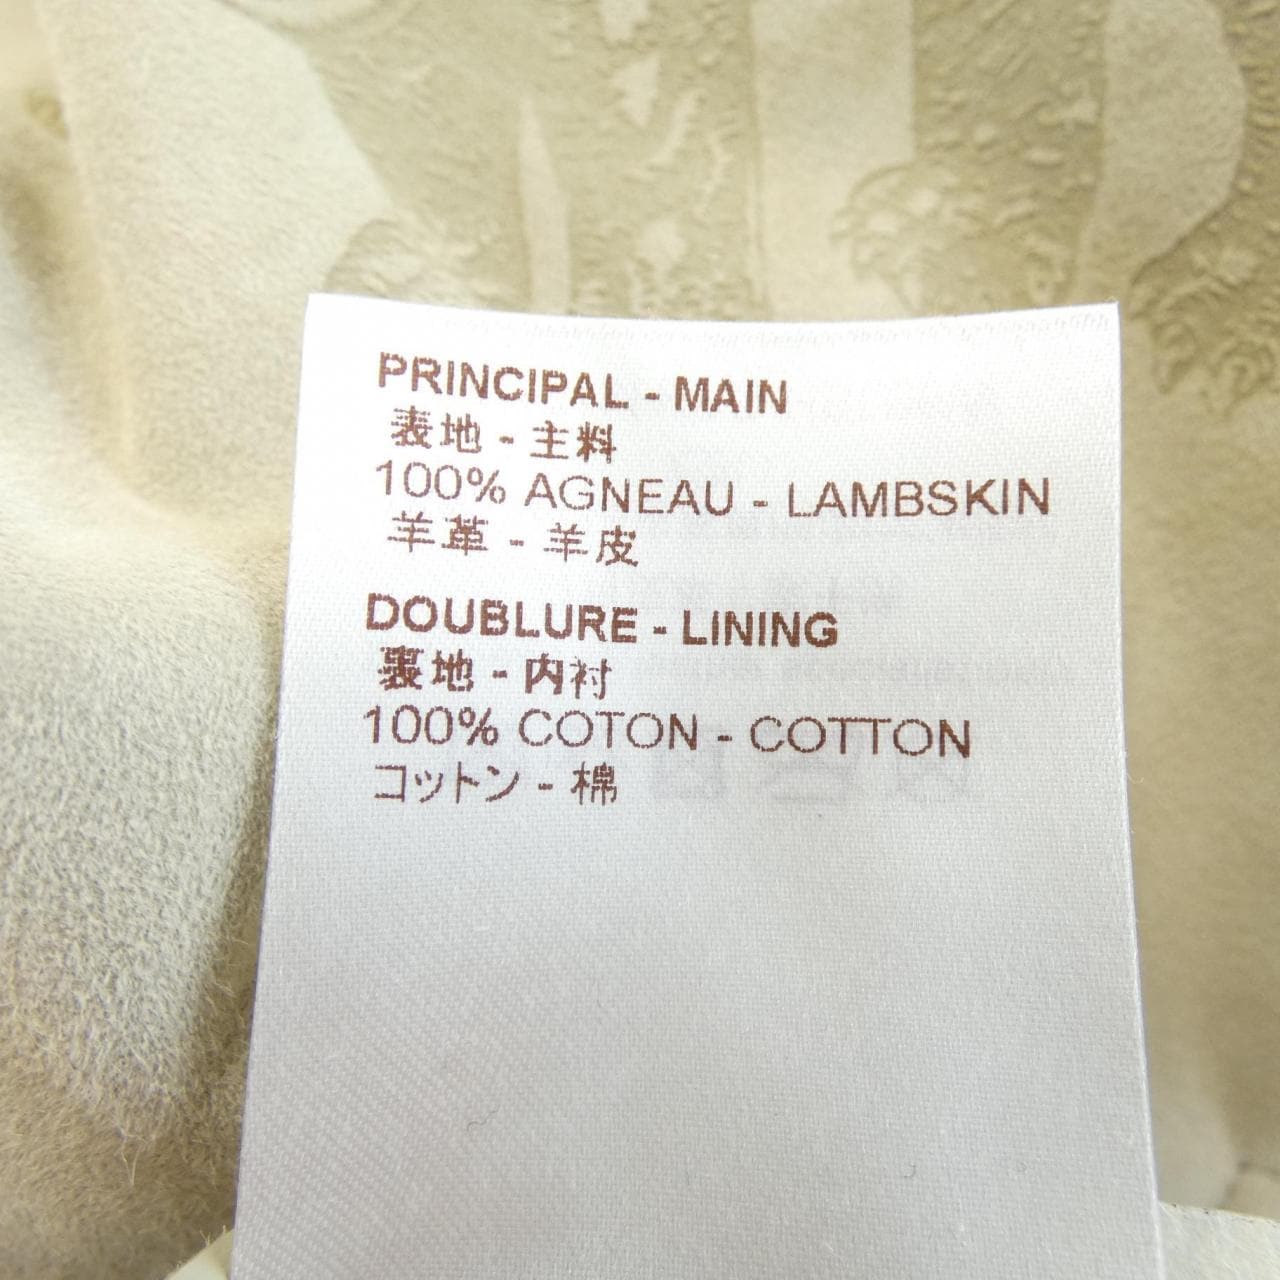 PRINCIPAL - MAIN
表地 - 主料
100% AGNEAU - LAMBSKIN
羊革 - 羊皮
DOUBLURE - LINING
裏地 - 内衬
100% COTON - COTTON
コットン - 棉